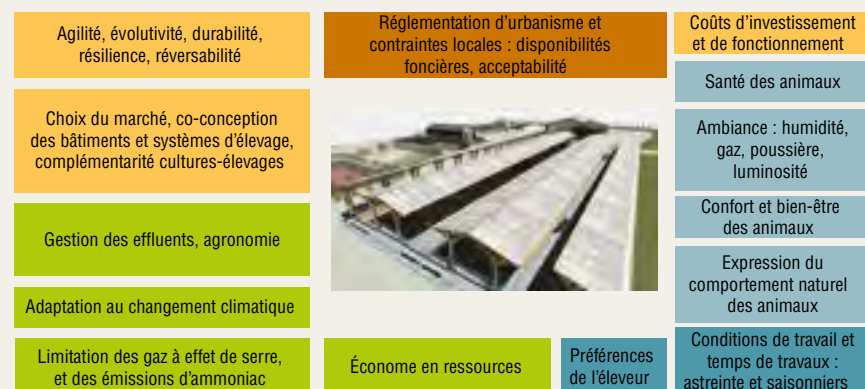 Agilité, évolutivité, durabilité,
résilience, réversabilité
Choix du marché, co-conception
des bâtiments et systèmes d'élevage,
complémentarité cultures-élevages
Gestion des effluents, agronomie
Adaptation au changement climatique
Limitation des gaz à effet de serre,
et des émissions d'ammoniac
Réglementation d'urbanisme et
contraintes locales : disponibilités
foncières, acceptabilité
Économe en ressources
Préférences
de l'éleveur
Coûts d'investissement
et de fonctionnement
Santé des animaux
Ambiance : humidité,
gaz, poussière,
luminosité
Confort et bien-être
des animaux
Expression du
comportement naturel
des animaux
Conditions de travail et
temps de travaux :
astreinte et saisonniers